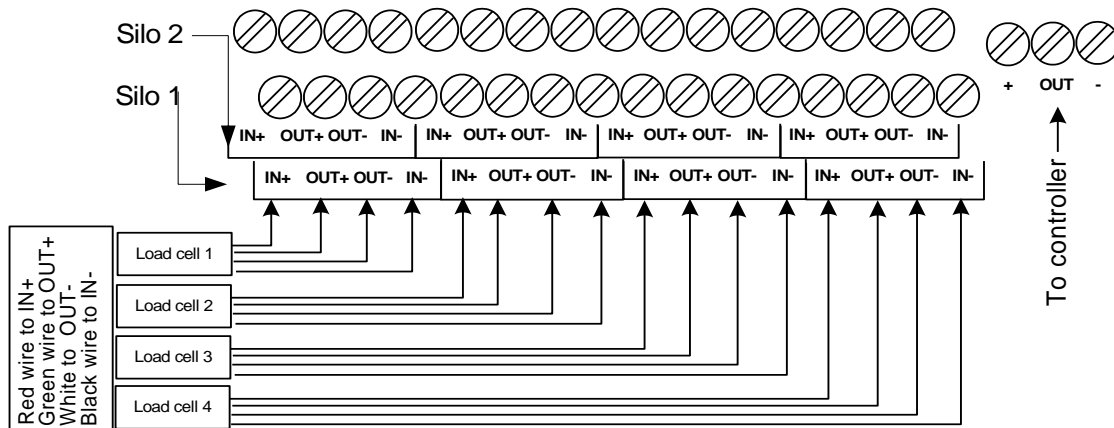 Silo 2
Silo 1
+ OUT -
IN+ OUT+ OUT- IN- IN+ OUT+ OUT- IN- IN+ OUT+ OUT- IN- IN+ OUT+ OUT- IN-
IN+ OUT+ OUT- IN- IN+ OUT+ OUT- IN- IN+ OUT+ OUT- IN- IN+ OUT+ OUT- IN-
To controller
Red wire to IN+
Green wire to OUT+
White to OUT-
Black wire to IN-
Load cell 1
Load cell 2
Load cell 3
Load cell 4